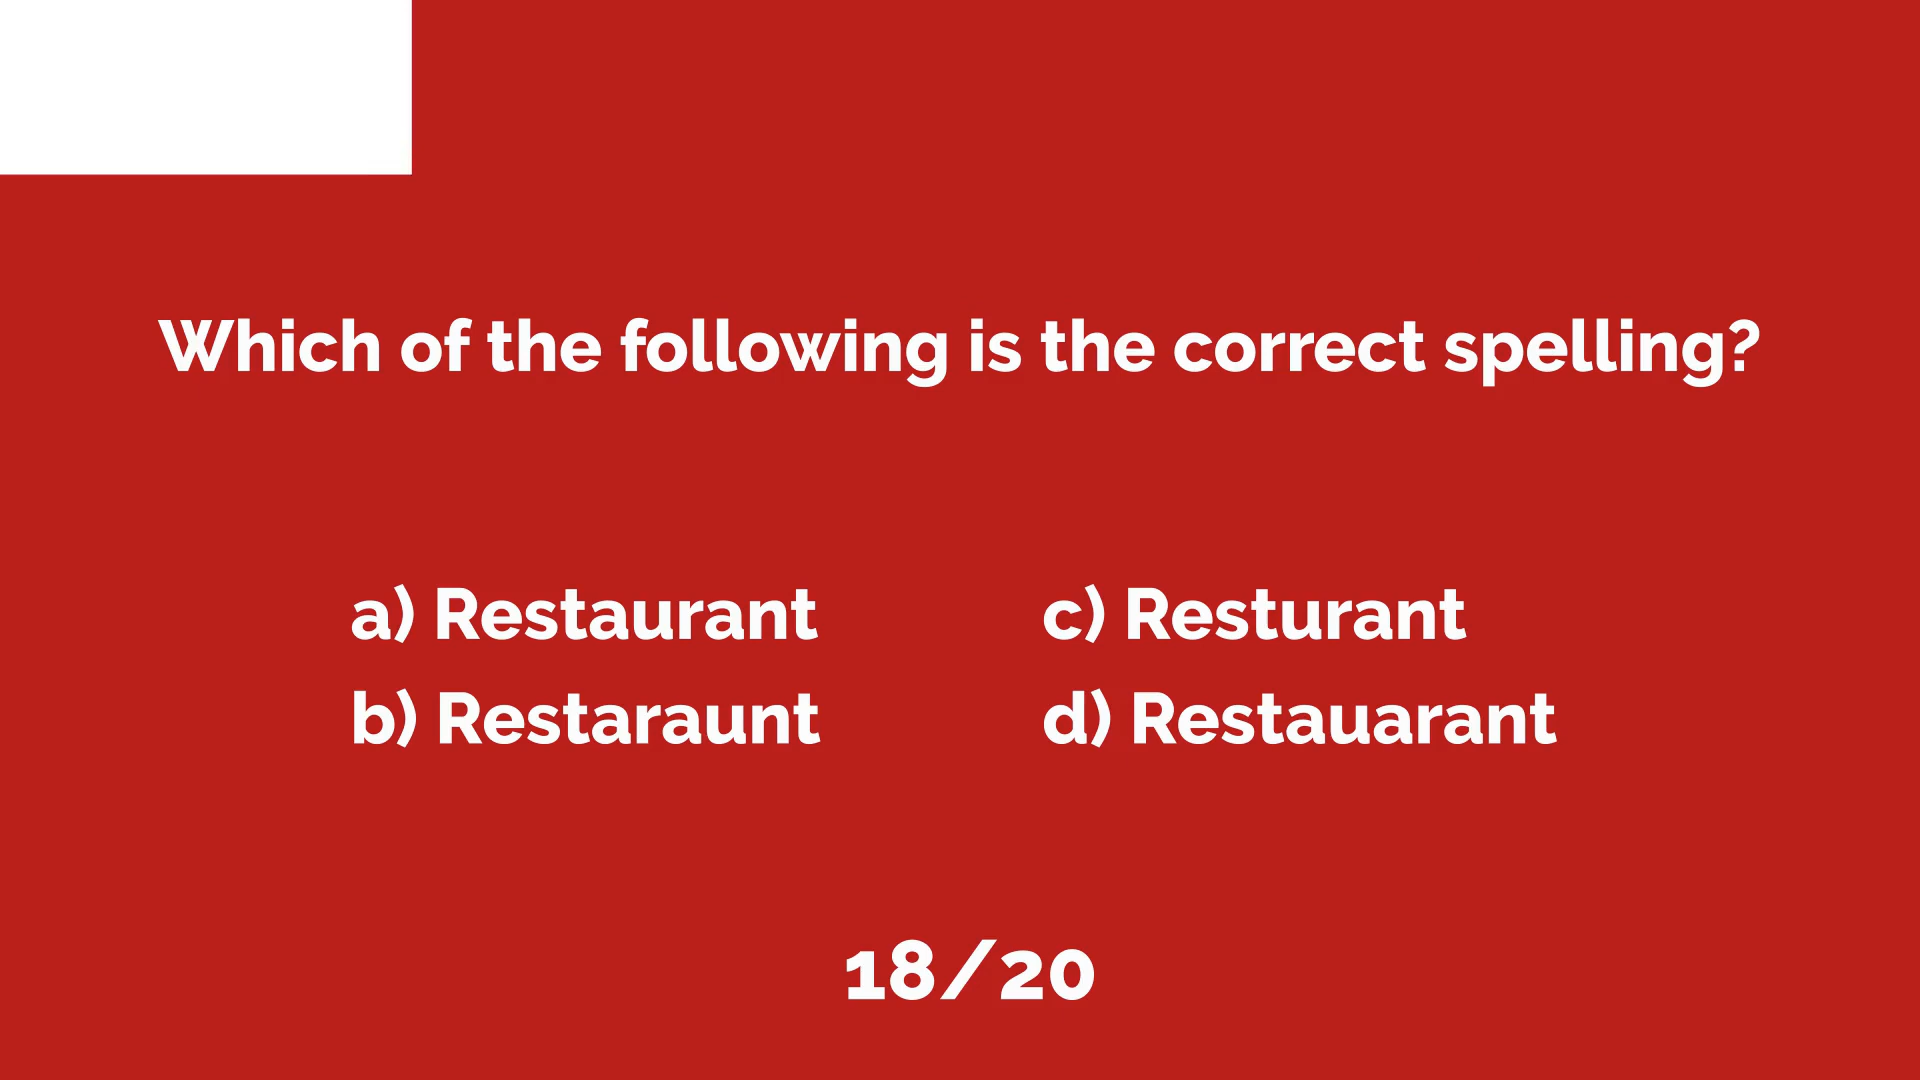 Which of the following is the correct spelling?
a) Restaurant
b) Restaraunt
c) Resturant
d) Restauarant
18/20